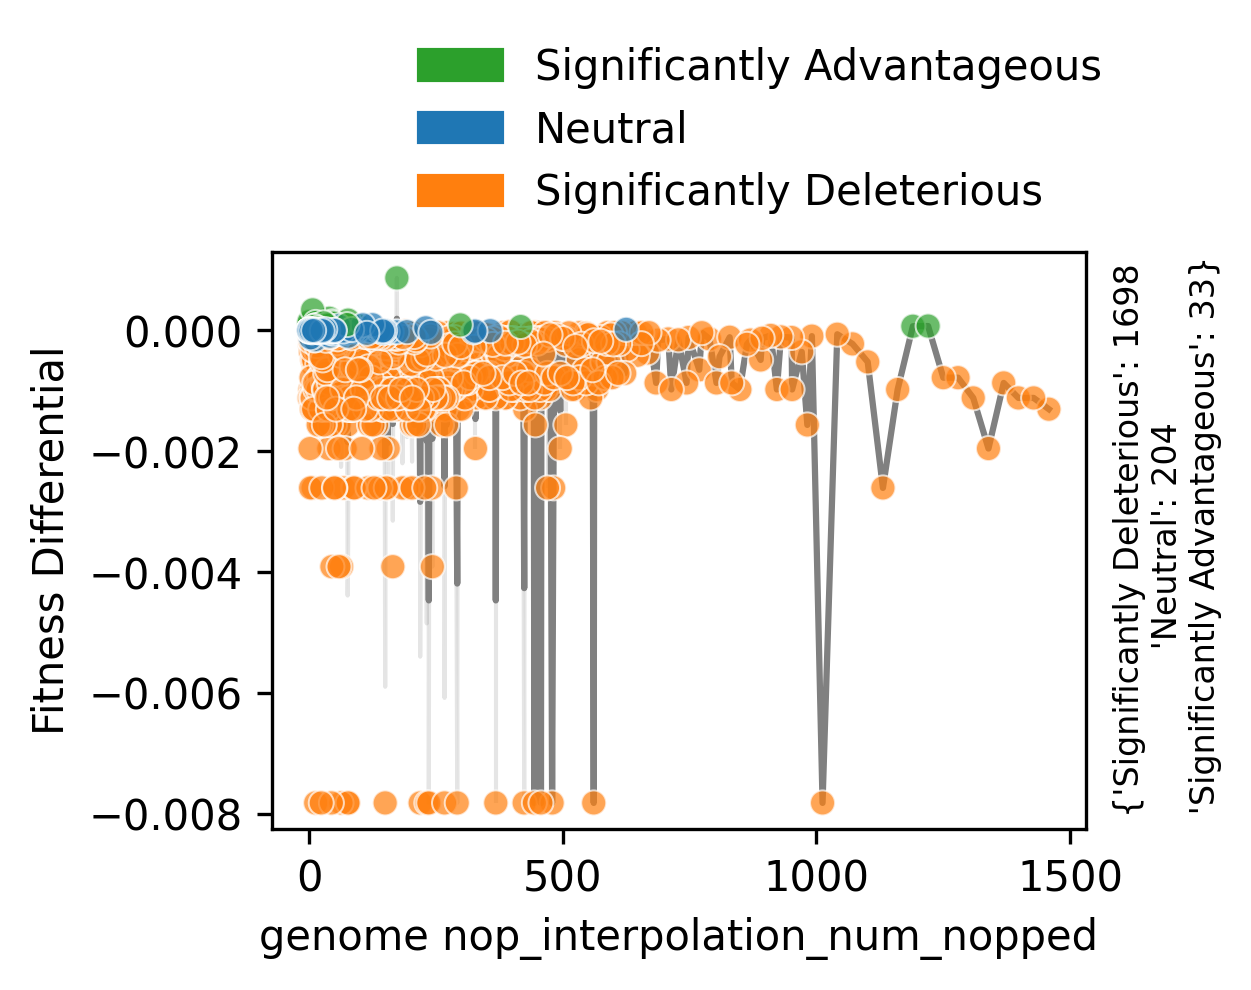 Significantly Advantageous
Neutral
Significantly Deleterious
0.000
−0.002
−0.004
−0.006
−0.008
Fitness Differential
0
500
1000
1500
genome nop_interpolation_num_nopped
{'Significantly Deleterious': 1698
'Neutral': 204
'Significantly Advantageous': 33}